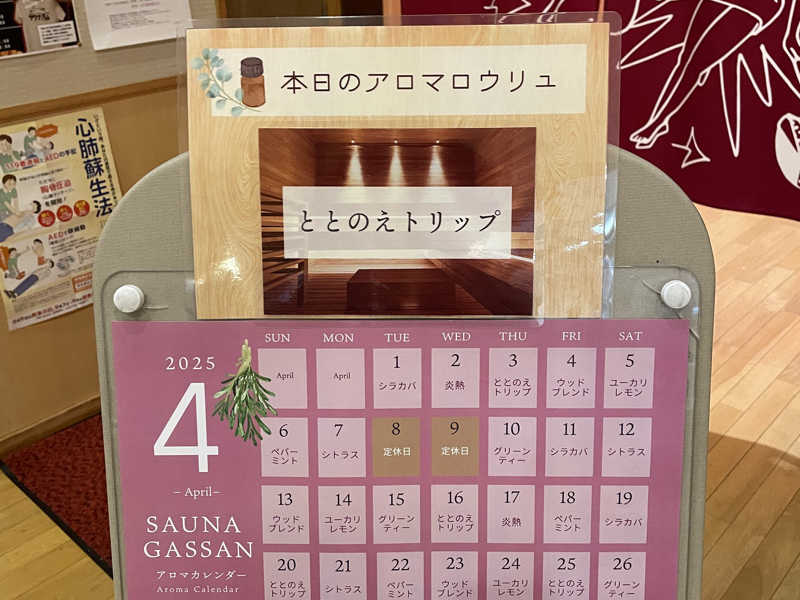 本日のアロマロウリュ
ととのえトリップ
心肺蘇生法
2025
4
– April–
SAUNA
GASSAN
アロマカレンダー
Aroma Calendar
SUN MON TUE WED THU FRI SAT
April April 1 2 3 4 5
シラカバ 炎熱 ととのえ ウッド ユーカリ
トリップ ブレンド レモン
6 7 8 9 10 11 12
ペパー シトラス 定休日 定休日 グリーン シラカバ シトラス
ミント ティー
13 14 15 16 17 18 19
ウッド ユーカリ グリーン ととのえ 炎熱 ペパー シラカバ
ブレンド レモン ティー トリップ ミント
20 21 22 23 24 25 26
ととのえ シトラス ペパー ウッド ユーカリ ととのえ グリーン
トリップ ミント ブレンド レモン トリップ ティー